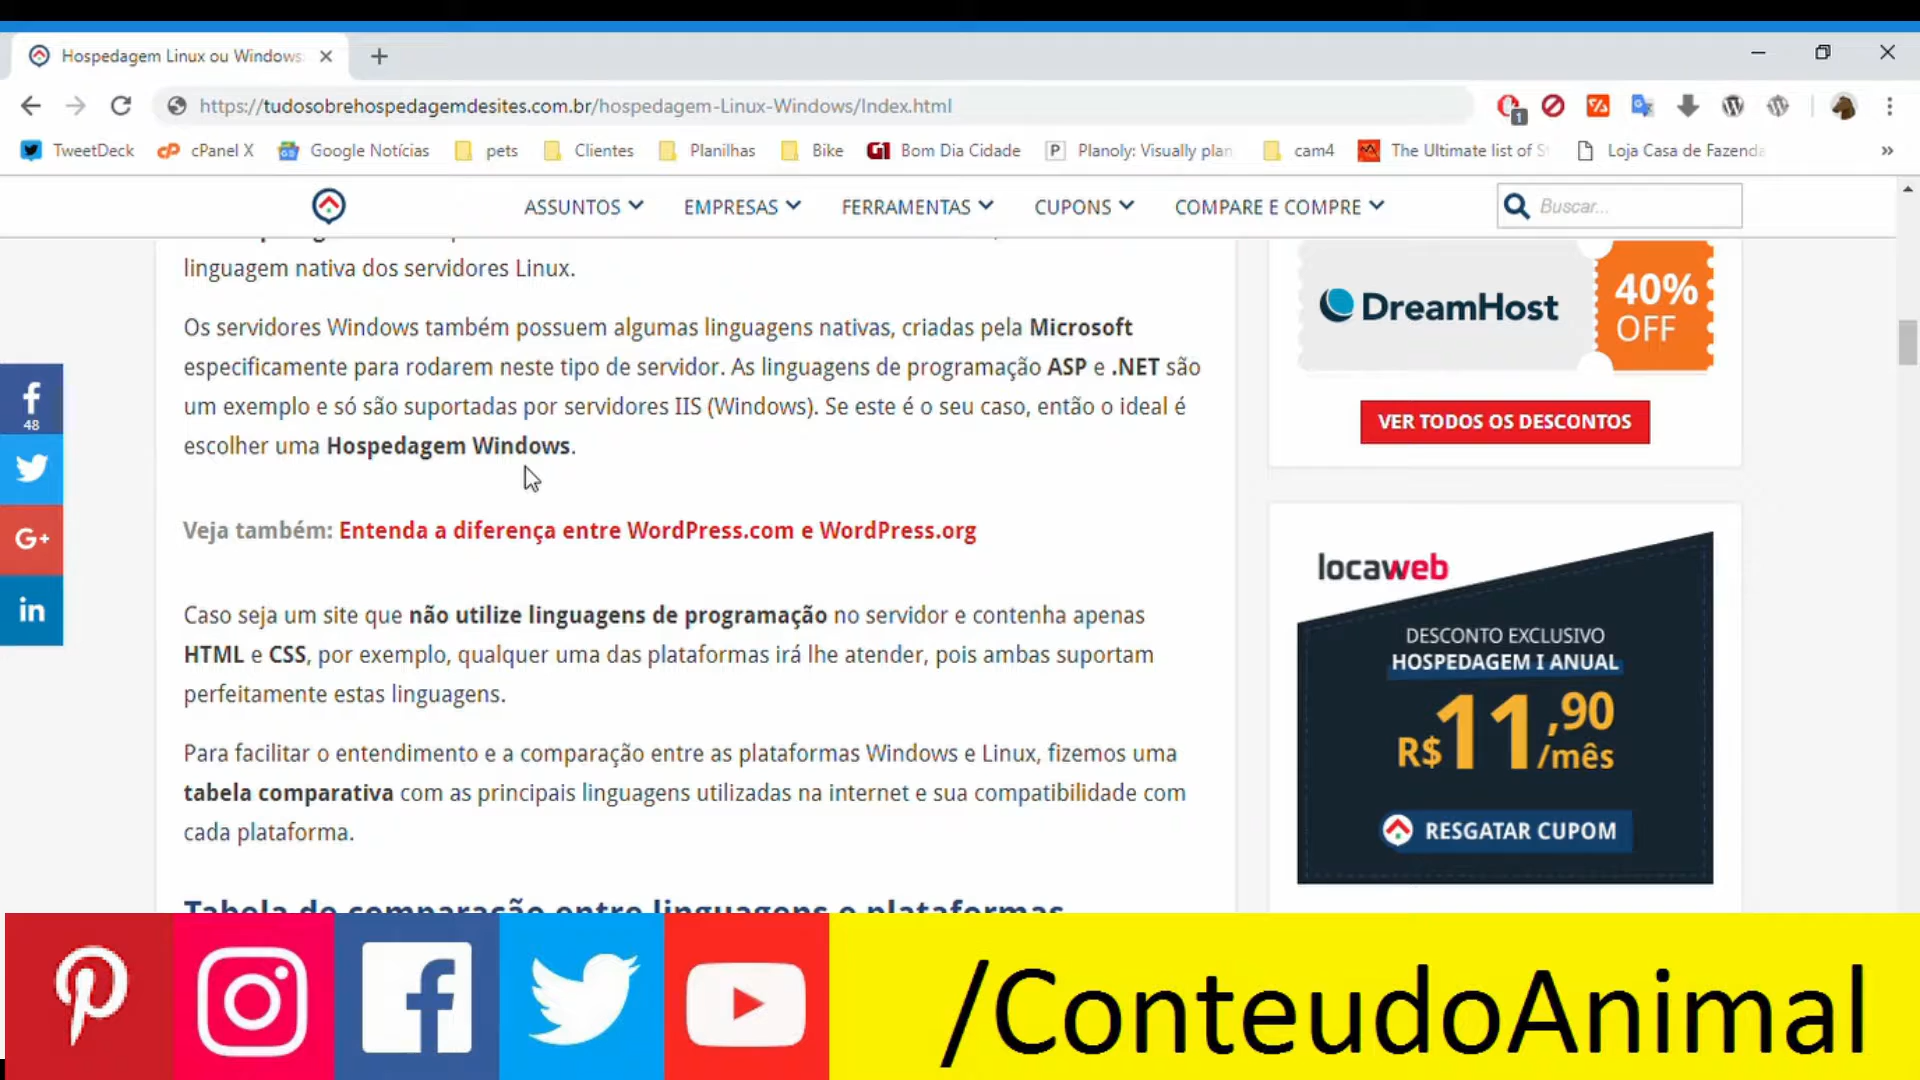 Hospedagem Linux ou Windows
https://tudosobrehospedagemdesites.com.br/hospedagem-Linux-Windows/Index.html
1
TweetDeck cPanel X Google Notícias pets Clientes Planilhas Bike G1 Bom Dia Cidade P Planoly: Visually plan cam4 The Ultimate list of S Loja Casa de Fazenda »
ASSUNTOS EMPRESAS FERRAMENTAS CUPONS COMPARE E COMPRE Buscar...
linguagem nativa dos servidores Linux.
Os servidores Windows também possuem algumas linguagens nativas, criadas pela Microsoft
especificamente para rodarem neste tipo de servidor. As linguagens de programação ASP e .NET são
um exemplo e só são suportadas por servidores IIS (Windows). Se este é o seu caso, então o ideal é
escolher uma Hospedagem Windows.
Veja também: Entenda a diferença entre WordPress.com e WordPress.org
Caso seja um site que não utilize linguagens de programação no servidor e contenha apenas
HTML e CSS, por exemplo, qualquer uma das plataformas irá lhe atender, pois ambas suportam
perfeitamente estas linguagens.
Para facilitar o entendimento e a comparação entre as plataformas Windows e Linux, fizemos uma
tabela comparativa com as principais linguagens utilizadas na internet e sua compatibilidade com
cada plataforma.
Tabela de comparação entre linguagens e plataformas
f
48
G+
in
DreamHost
40%
OFF
VER TODOS OS DESCONTOS
locaweb
DESCONTO EXCLUSIVO
HOSPEDAGEM I ANUAL
R$11,90
/mês
RESGATAR CUPOM
/ConteudoAnimal